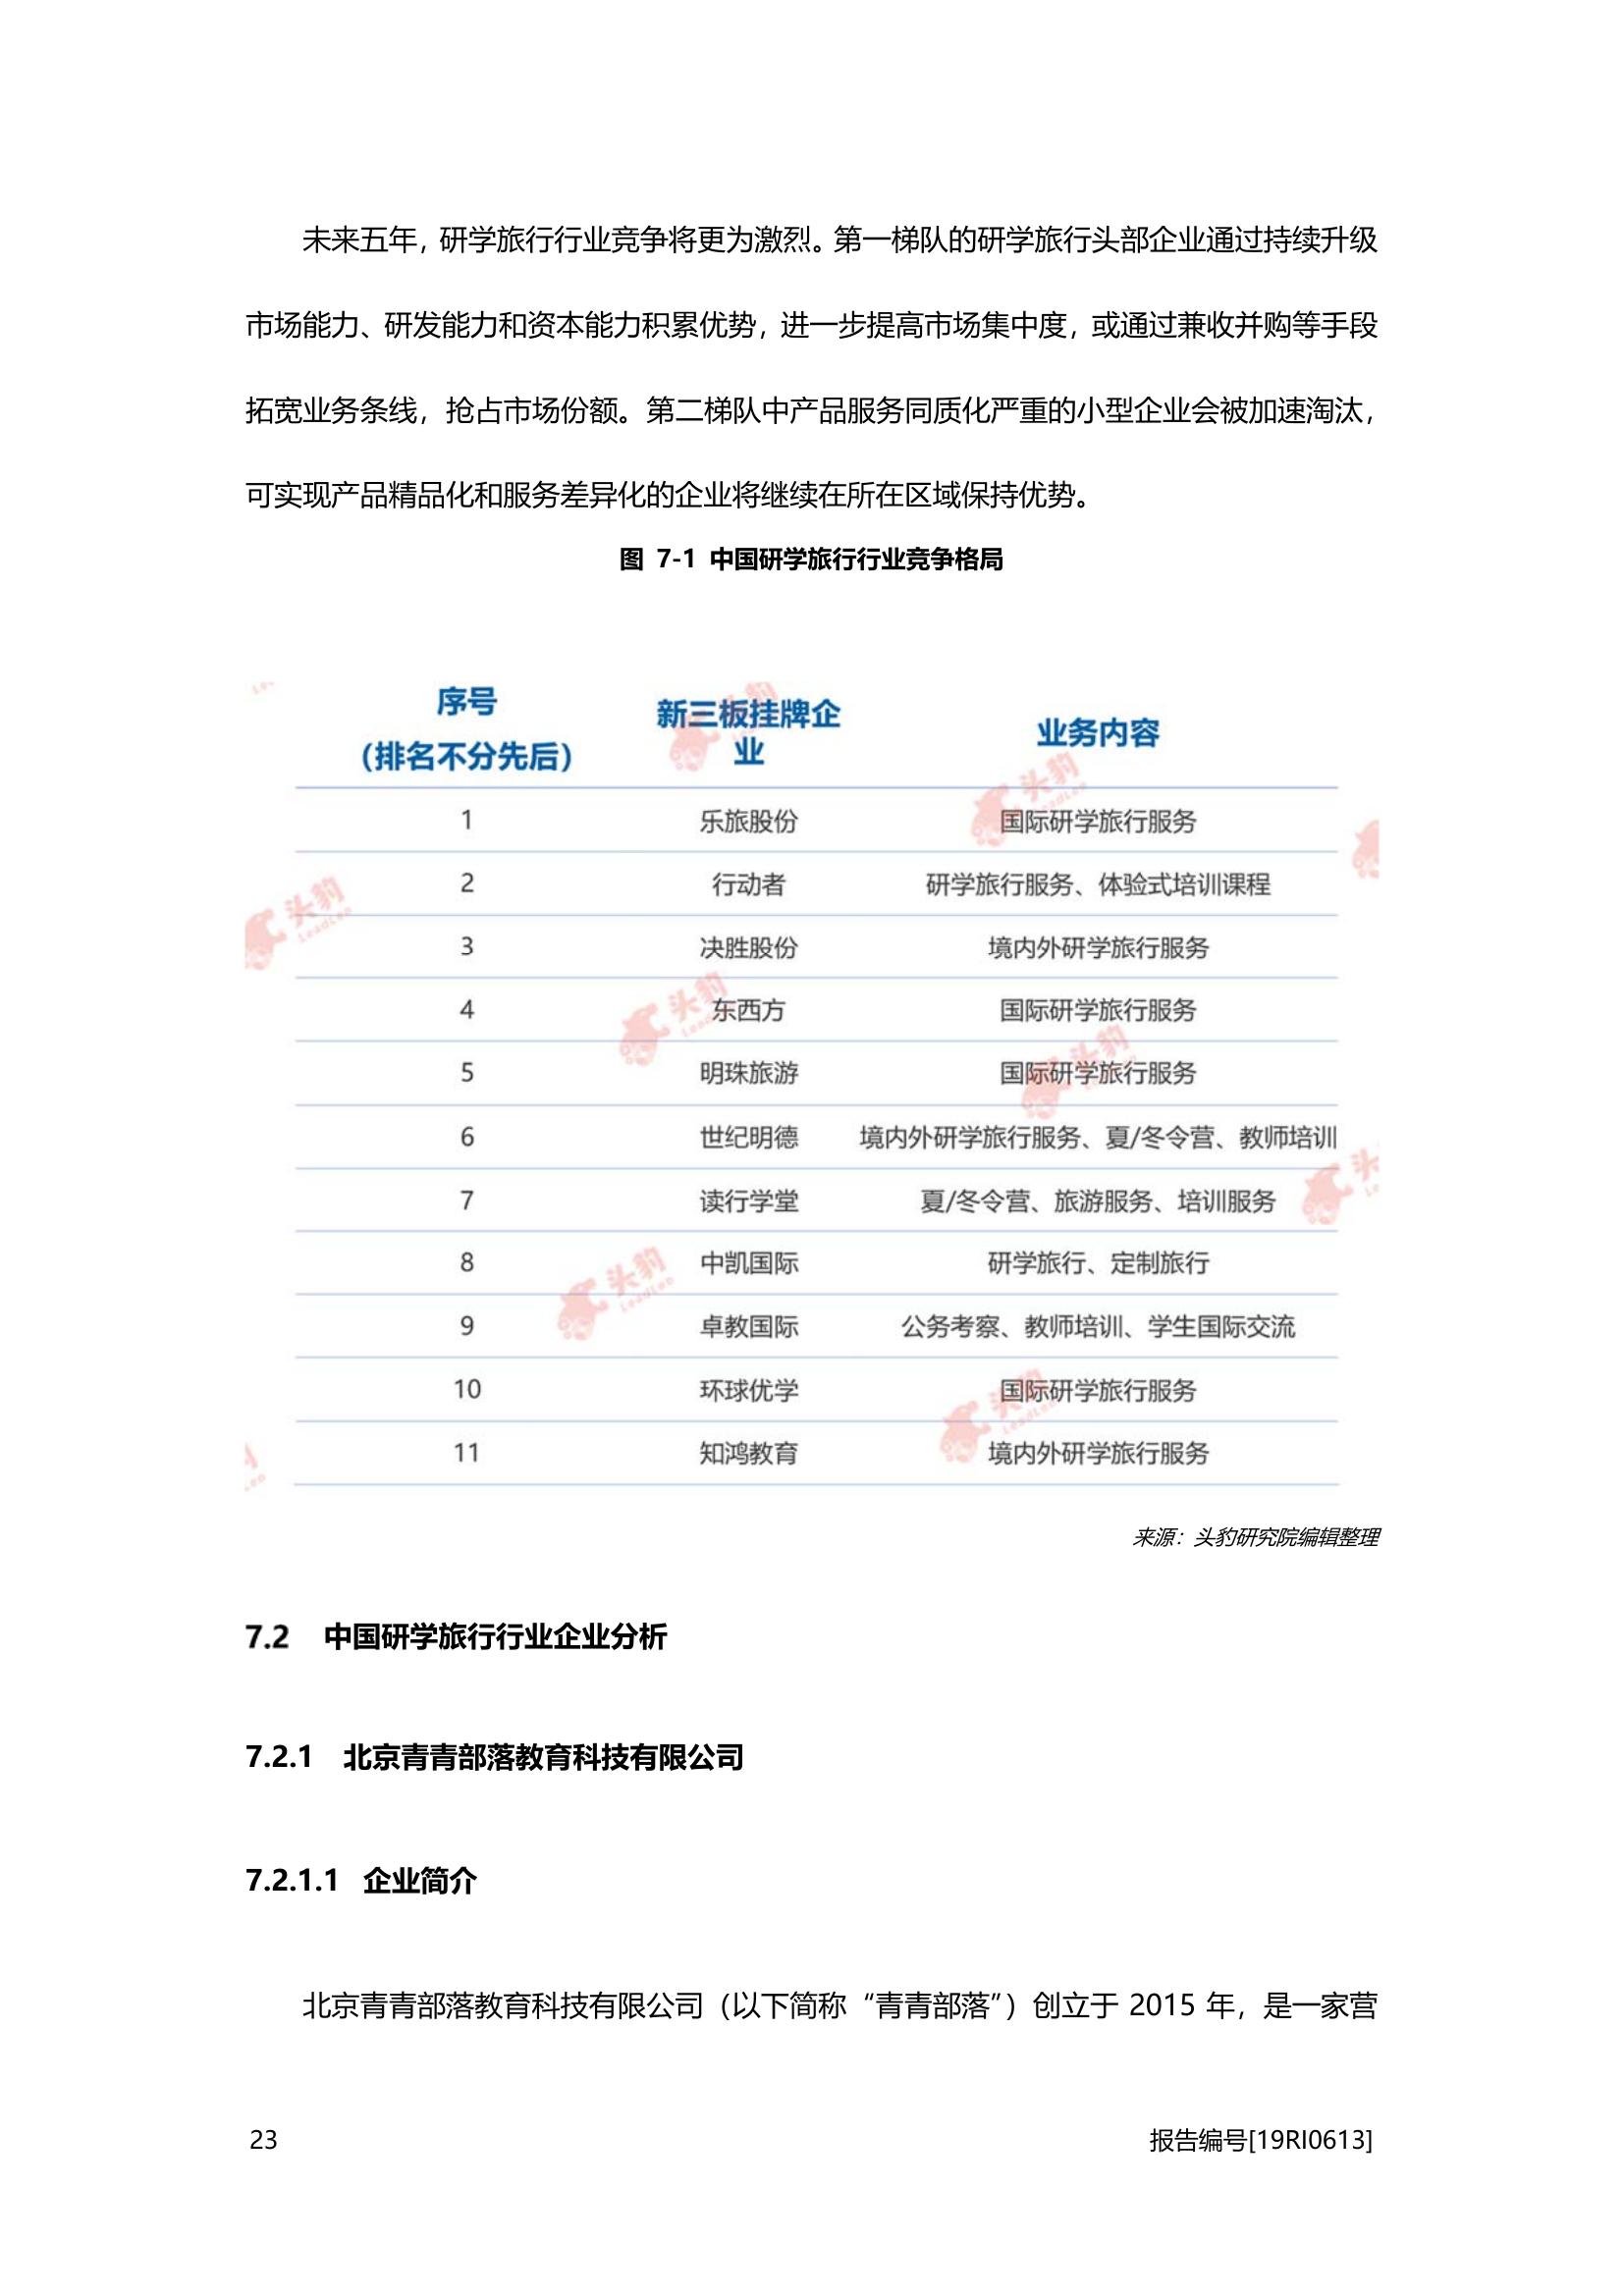 未来五年，研学旅行行业竞争将更为激烈。第一梯队的研学旅行头部企业通过持续升级
市场能力、研发能力和资本能力积累优势，进一步提高市场集中度，或通过兼收并购等手段
拓宽业务条线，抢占市场份额。第二梯队中产品服务同质化严重的小型企业会被加速淘汰，
可实现产品精品化和服务差异化的企业将继续在所在区域保持优势。
图 7-1 中国研学旅行行业竞争格局
序号
（排名不分先后）
新三板挂牌企
业
业务内容
1 乐旅股份 国际研学旅行服务
2 行动者 研学旅行服务、体验式培训课程
3 决胜股份 境内外研学旅行服务
4 东西方 国际研学旅行服务
5 明珠旅游 国际研学旅行服务
6 世纪明德 境内外研学旅行服务、夏/冬令营、教师培训
7 读行学堂 夏/冬令营、旅游服务、培训服务
8 中凯国际 研学旅行、定制旅行
9 卓教国际 公务考察、教师培训、学生国际交流
10 环球优学 国际研学旅行服务
11 知鸿教育 境内外研学旅行服务
头豹
LeadLeo
来源：头豹研究院编辑整理
7.2 中国研学旅行行业企业分析
7.2.1 北京青青部落教育科技有限公司
7.2.1.1 企业简介
北京青青部落教育科技有限公司（以下简称“青青部落”）创立于 2015 年，是一家营
23
报告编号[19RI0613]